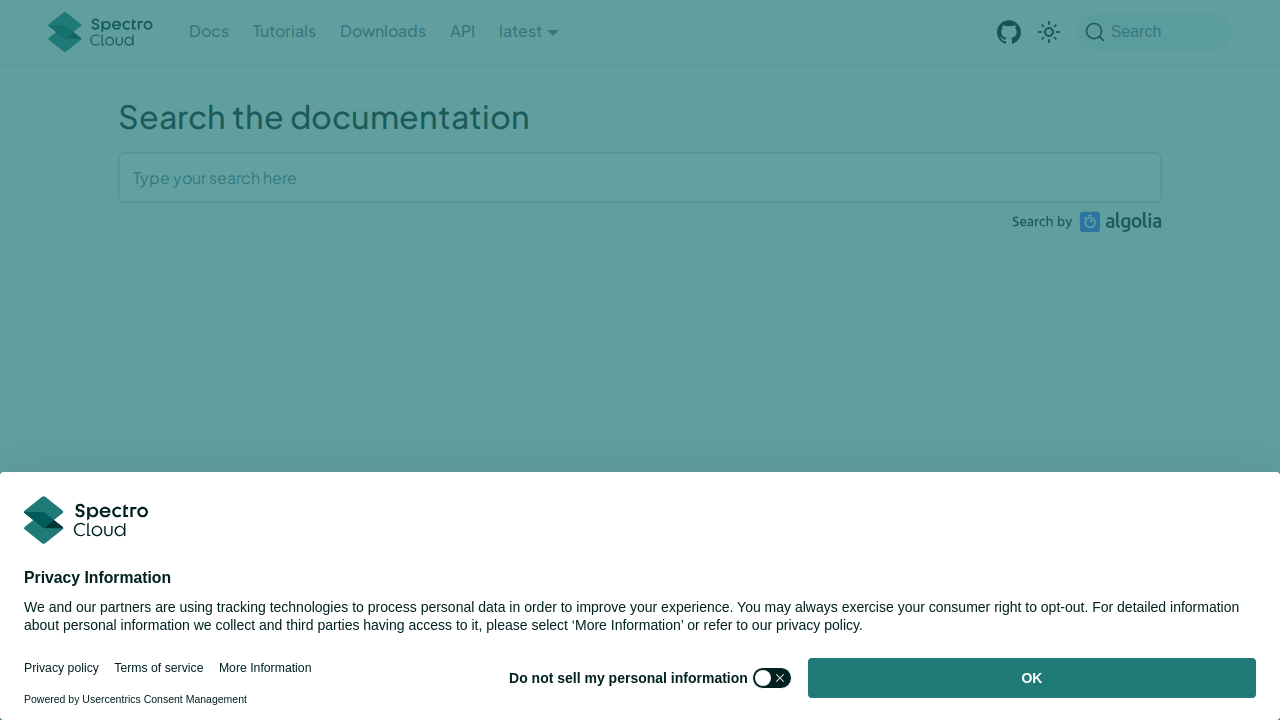 Spectro Cloud
Docs
Tutorials
Downloads
API
latest
Search
Search the documentation
Type your search here
Search by algolia
Spectro Cloud
Privacy Information
We and our partners are using tracking technologies to process personal data in order to improve your experience. You may always exercise your consumer right to opt-out. For detailed information
about personal information we collect and third parties having access to it, please select ‘More Information’ or refer to our privacy policy.
Privacy policy
Terms of service
More Information
Do not sell my personal information
OK
Powered by Usercentrics Consent Management